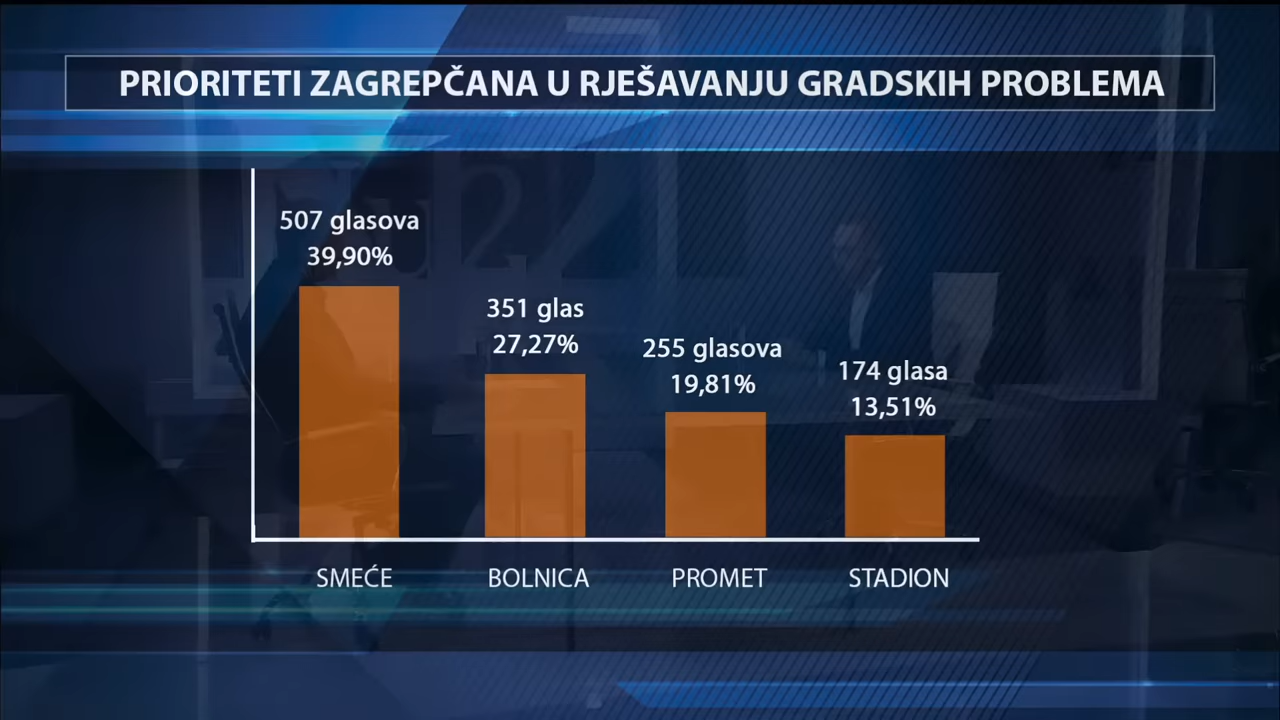 PRIORITETI ZAGREPČANA U RJEŠAVANJU GRADSKIH PROBLEMA
507 glasova
39,90%
351 glas
27,27%
255 glasova
19,81%
174 glasa
13,51%
SMEĆE
BOLNICA
PROMET
STADION